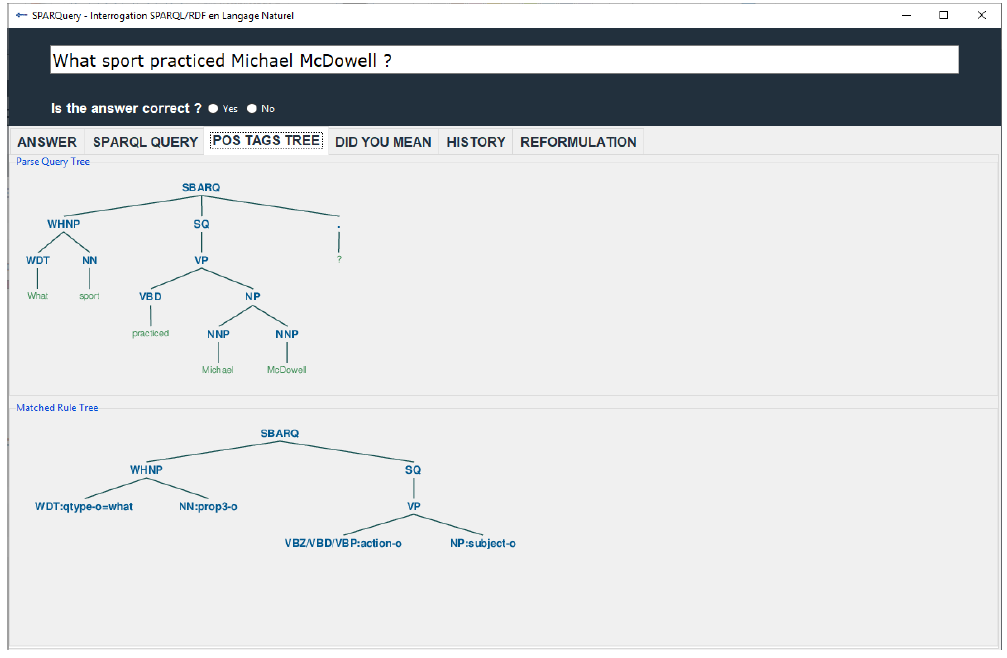 SPARQuery - Interrogation SPARQL/RDF en Langage Naturel
What sport practiced Michael McDowell ?
Is the answer correct ? Yes No
ANSWER SPARQL QUERY POS TAGS TREE DID YOU MEAN HISTORY REFORMULATION
Parse Query Tree
SBARQ
WHNP SQ .
WDT NN VP ?
What sport VBD NP
practiced NNP NNP
Michael McDowell
Matched Rule Tree
SBARQ
WHNP SQ
WDT:qtype-o=what NN:prop3-o VP
VBZ/VBD/VBP:action-o NP:subject-o